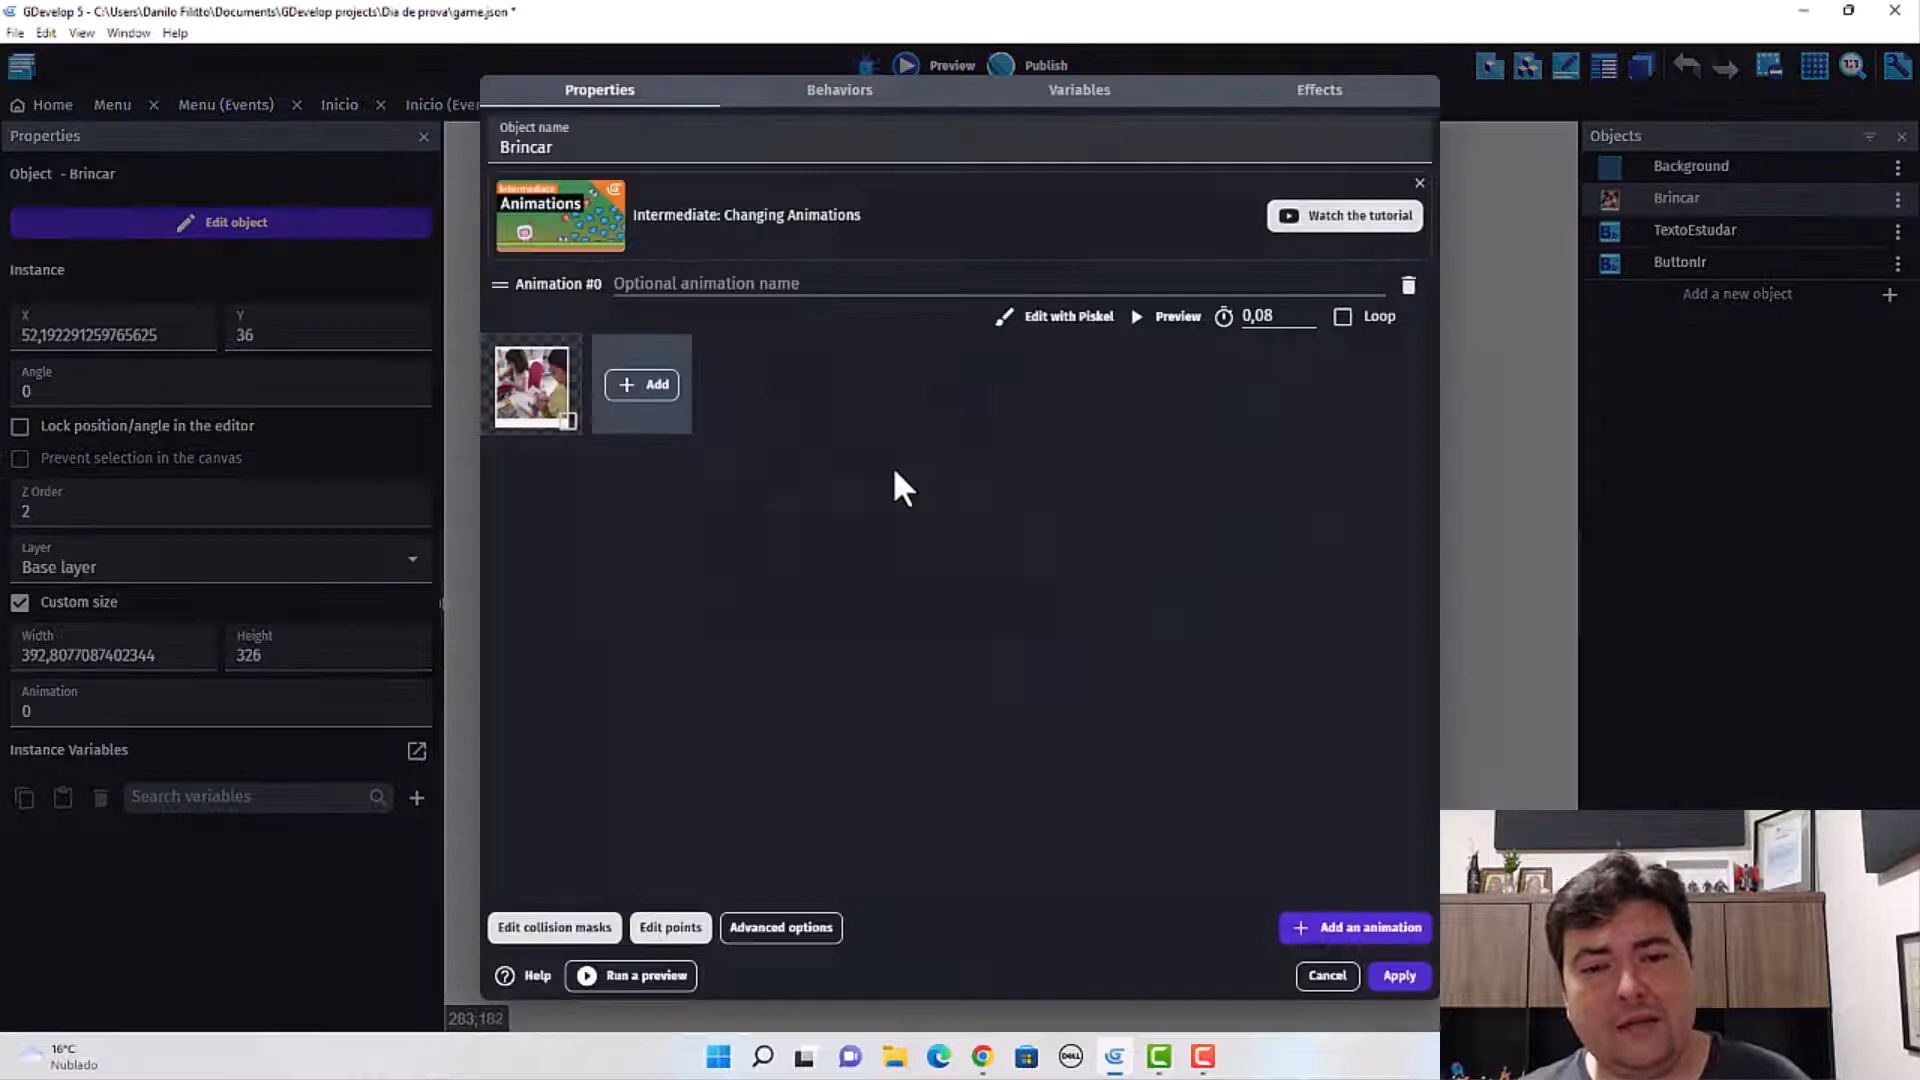 GDevelop 5 - C:\Users\Danilo Filitto\Documents\GDevelop projects\Dia de prova\game.json *
File Edit View Window Help
Preview Publish
Home Menu Menu (Events) Inicio Inicio (Ever
Properties
Object - Brincar
Edit object
Instance
X
52,192291259765625
Y
36
Angle
0
Lock position/angle in the editor
Prevent selection in the canvas
Z Order
2
Layer
Base layer
Custom size
Width
392,8077087402344
Height
326
Animation
0
Instance Variables
Search variables
Properties Behaviors Variables Effects
Object name
Brincar
Intermediate
Animations
Intermediate: Changing Animations
Watch the tutorial
Animation #0 Optional animation name
Edit with Piskel Preview 0,08 Loop
Add
Edit collision masks Edit points Advanced options
Add an animation
Help Run a preview
Cancel Apply
283;182
Objects
Background
Brincar
TextoEstudar
ButtonIr
Add a new object
16°C
Nublado
DELL